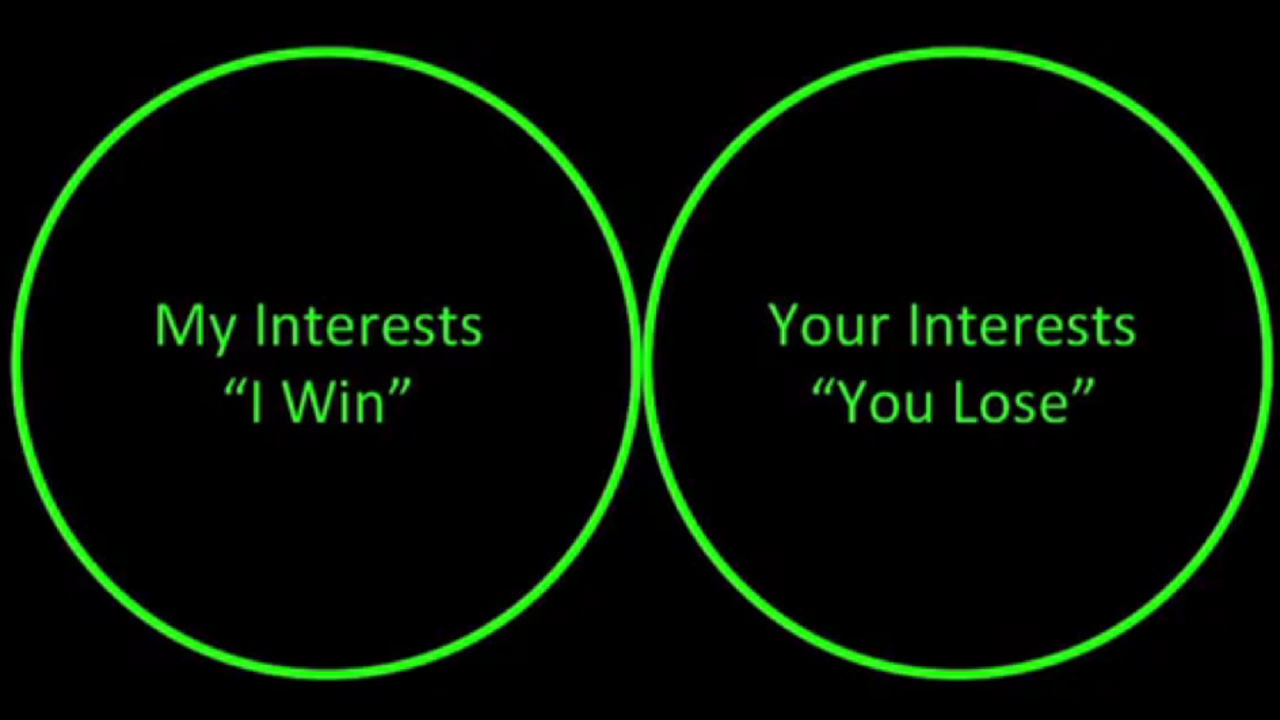 My Interests
“I Win”
Your Interests
“You Lose”